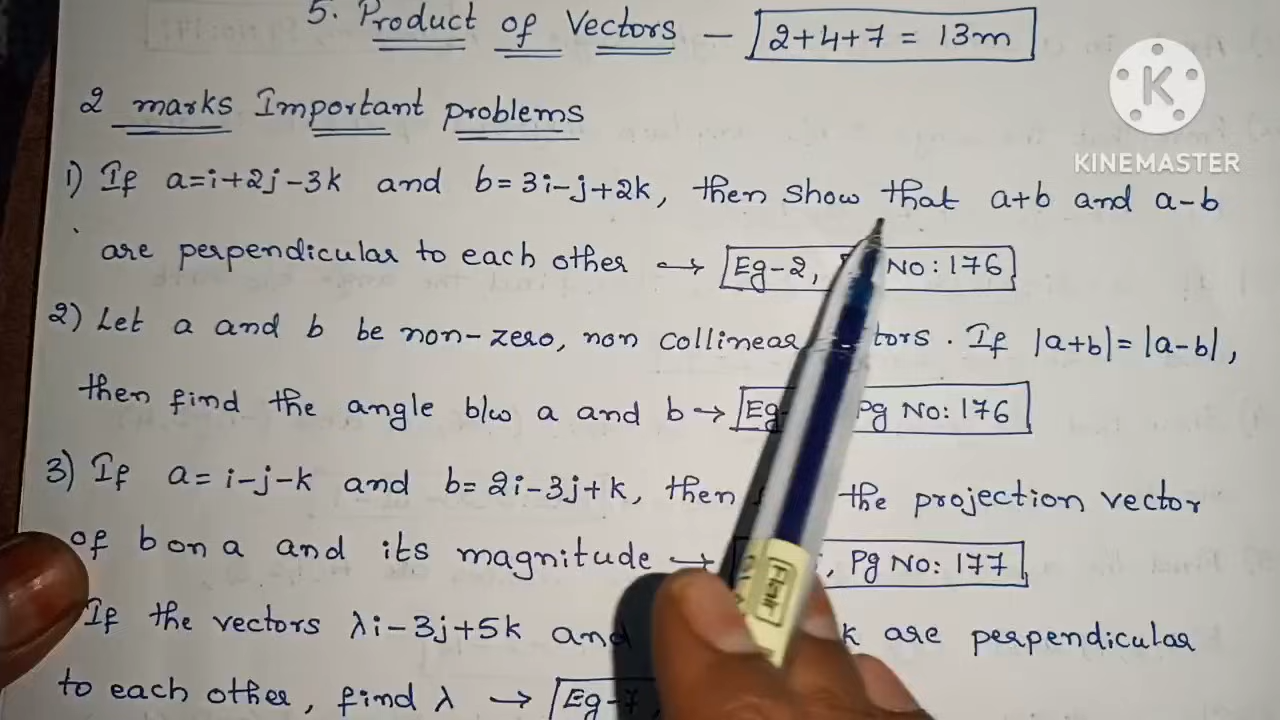 5. Product of Vectors - 2+4+7 = 13m
2 marks Important problems
1) If a=i+2j-3k and b=3i-j+2k, then show that a+b and a-b
are perpendicular to each other → Eg-2, No: 176
2) Let a and b be non-zero, non collinear tors. If |a+b|=|a-b|,
then find the angle b/w a and b → Eg- Pg No: 176
3) If a= i-j-k and b= 2i-3j+k, then the projection vector
of b on a and its magnitude → , Pg No: 177
If the vectors λi-3j+5k and k are perpendicular
to each other, find λ → Eg-7
K
KINEMASTER
Flair